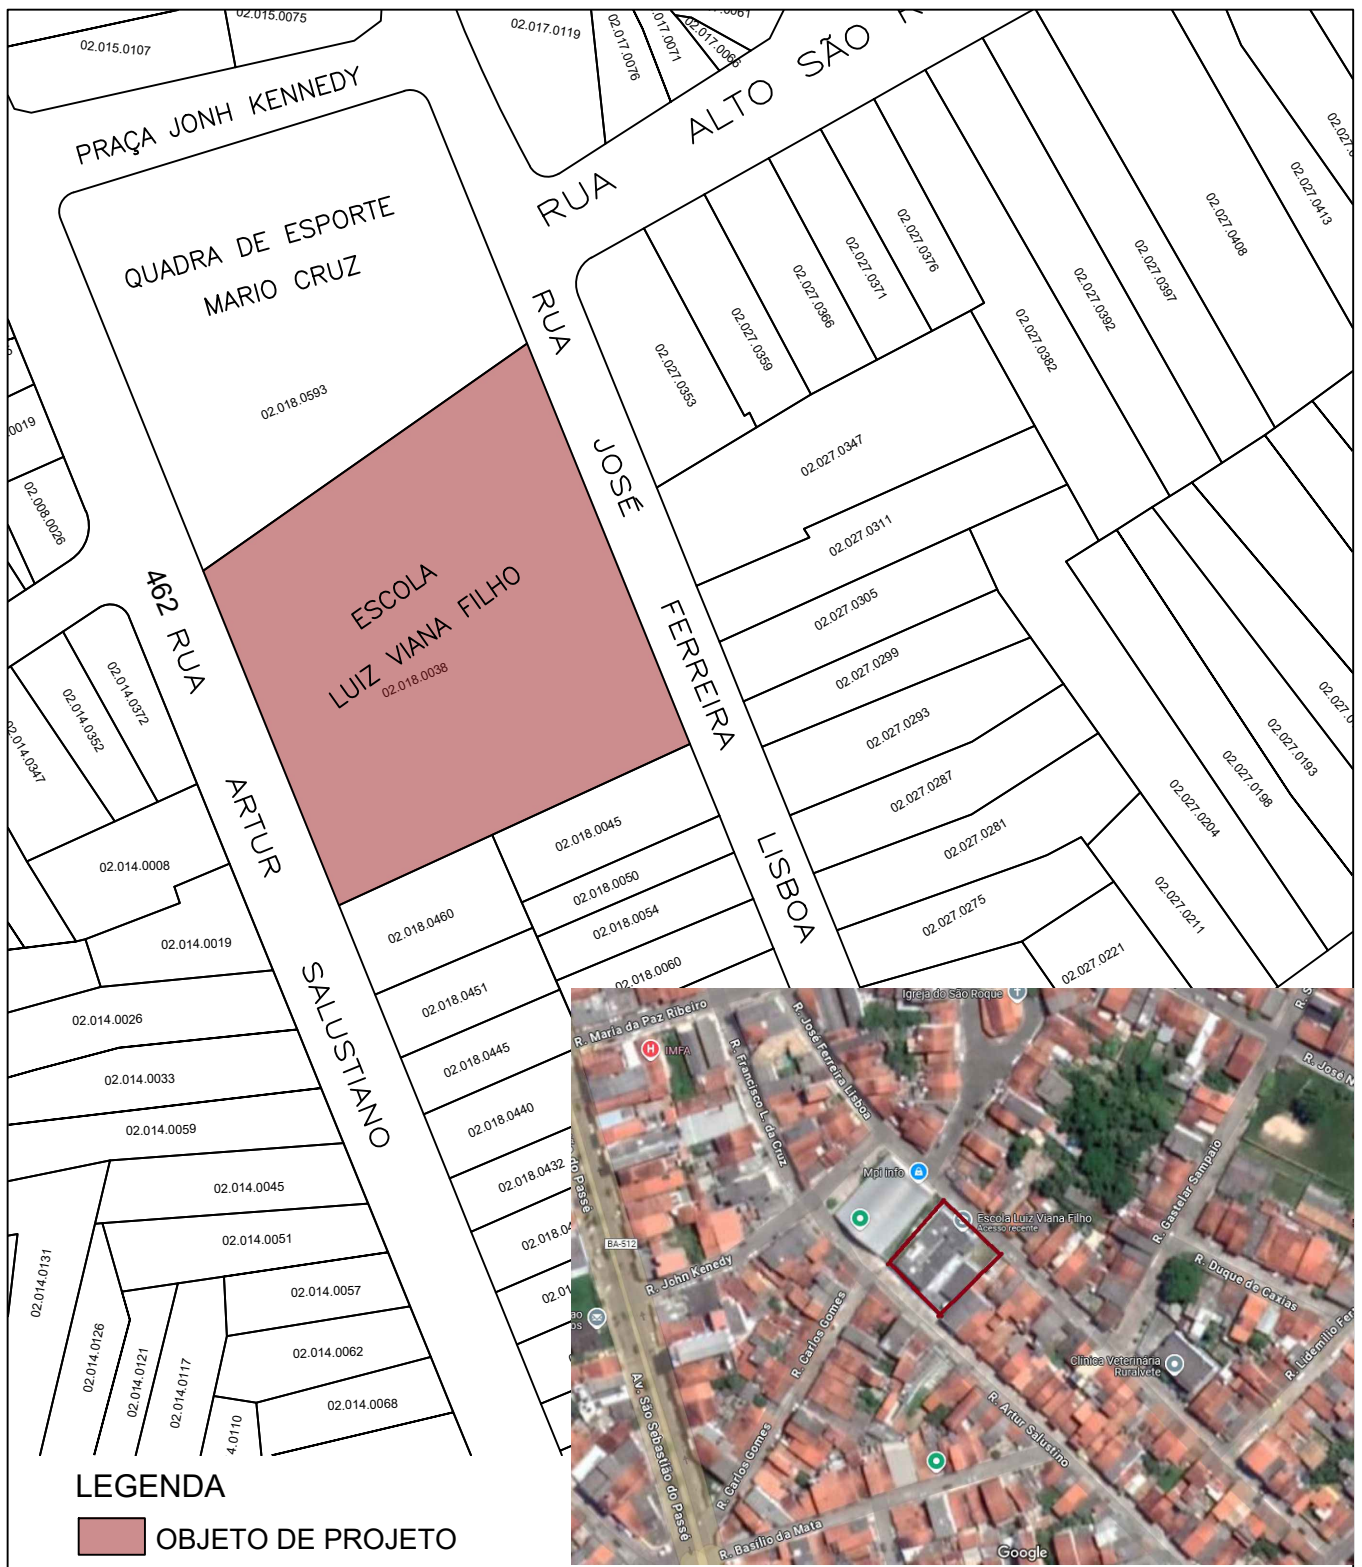 02.015.0107
02.015.0075
02.017.0119
02.017.0076
02.017.0071
02.017.0066
PRAÇA JONH KENNEDY
RUA ALTO SÃO
QUADRA DE ESPORTE
MARIO CRUZ
02.018.0593
RUA JOSÉ FERREIRA LISBOA
ESCOLA
LUIZ VIANA FILHO
02.018.0038
462 RUA ARTUR SALUSTIANO
.0019
02.008.0026
02.014.0347
02.014.0352
02.014.0372
02.014.0008
02.014.0019
02.014.0026
02.014.0033
02.014.0059
02.014.0045
02.014.0051
02.014.0057
02.014.0062
02.014.0068
02.014.0131
02.014.0126
02.014.0121
02.014.0117
4.0110
02.018.0045
02.018.0050
02.018.0054
02.018.0060
02.018.0460
02.018.0451
02.018.0445
02.018.0440
02.018.0432
02.027.0353
02.027.0359
02.027.0366
02.027.0371
02.027.0376
02.027.0382
02.027.0392
02.027.0397
02.027.0408
02.027.0413
02.027.0347
02.027.0311
02.027.0305
02.027.0299
02.027.0293
02.027.0287
02.027.0281
02.027.0275
02.027.0221
02.027.0211
02.027.0204
02.027.0198
02.027.0193
Igreja do São Roque
R. Maria da Paz Ribeiro
IMFA
R. José Ferreira Lisboa
R. Francisco L. da Cruz
Mpi Info
Escola Luiz Viana Filho
Acesso recente
BA-512
R. John Kenedy
R. Carlos Gomes
R. Gastelar Sampaio
R. Duque de Caxias
Clínica Veterinária
Ruralvete
R. Artur Salustino
R. Carlos Gomes
Av. São Sebastião do Passé
R. Basílio da Mata
Google
LEGENDA
OBJETO DE PROJETO